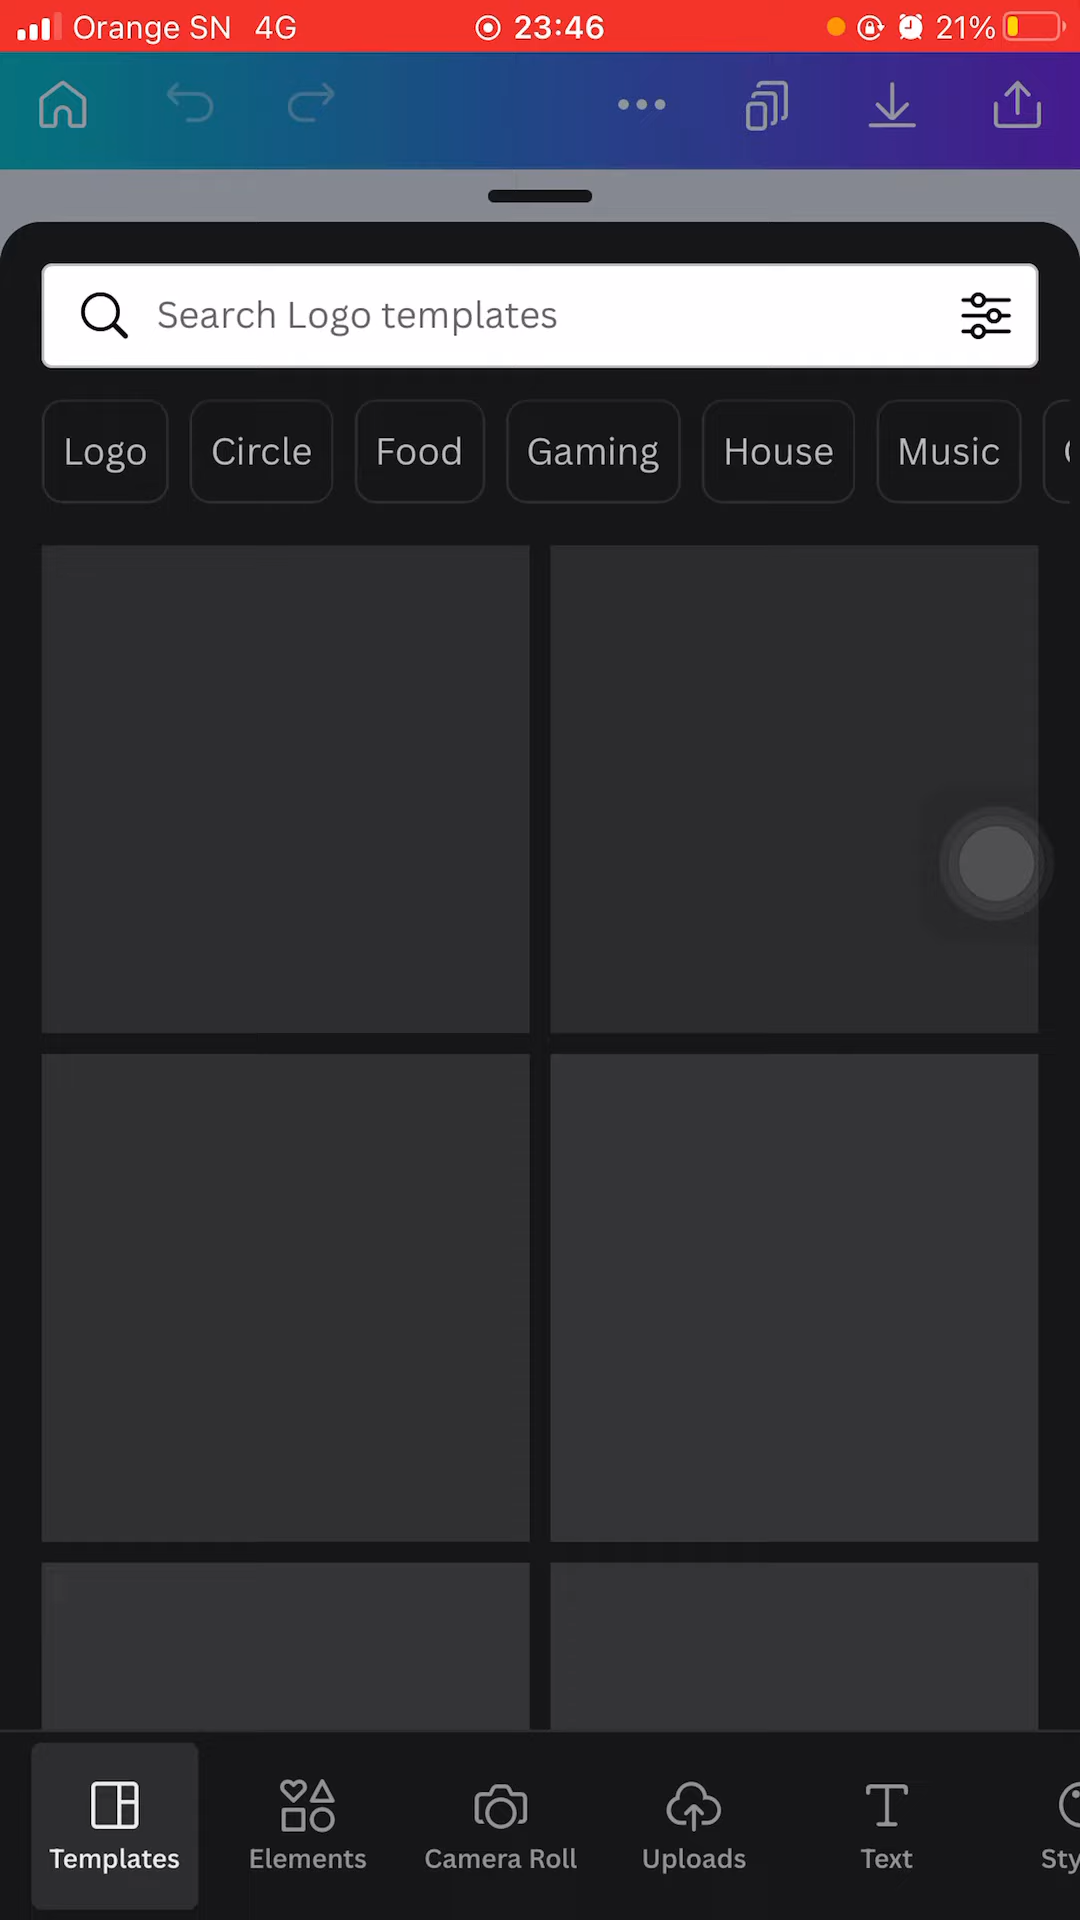 Orange SN 4G 23:46 21%
Search Logo templates
Logo Circle Food Gaming House Music
Templates Elements Camera Roll Uploads Text Sty